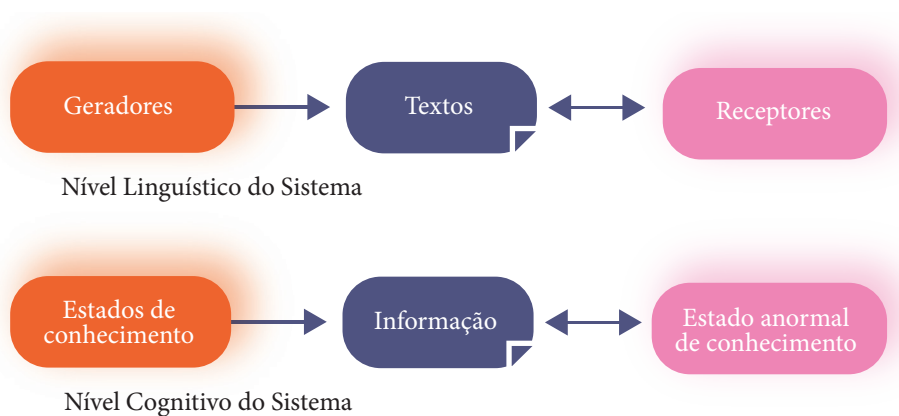 Geradores
Textos
Receptores
Nível Linguístico do Sistema
Estados de
conhecimento
Informação
Estado anormal
de conhecimento
Nível Cognitivo do Sistema